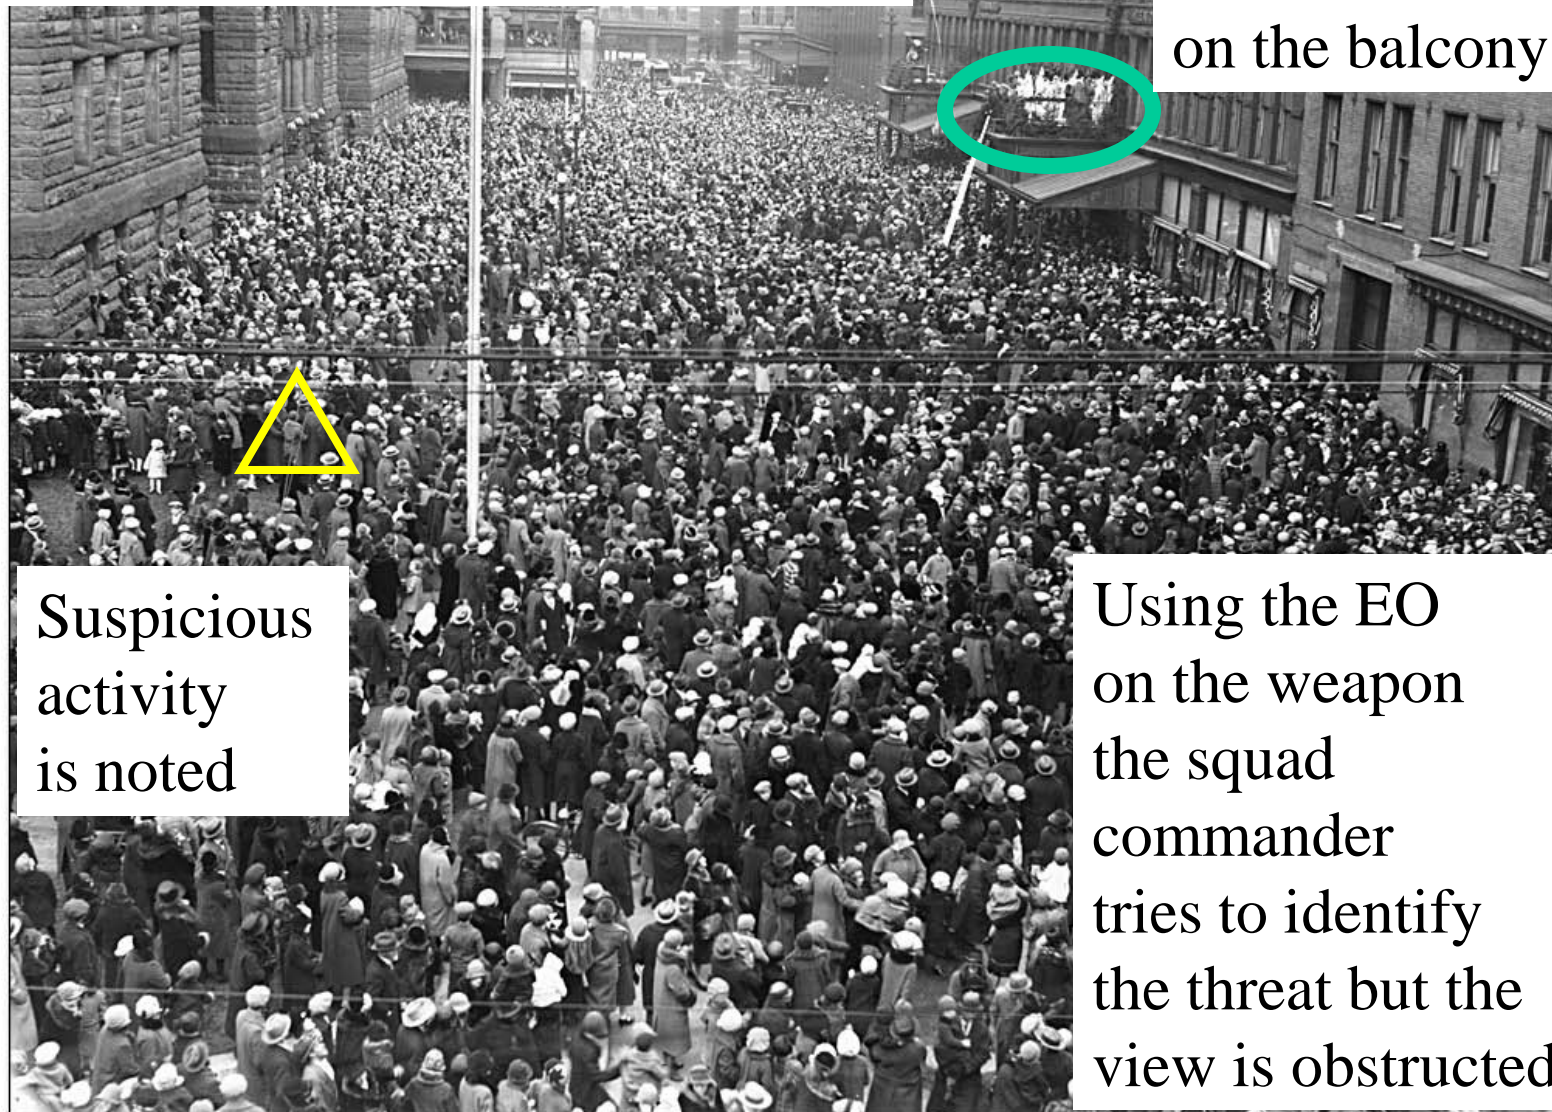 on the balcony
Suspicious
activity
is noted
Using the EO
on the weapon
the squad
commander
tries to identify
the threat but the
view is obstructed